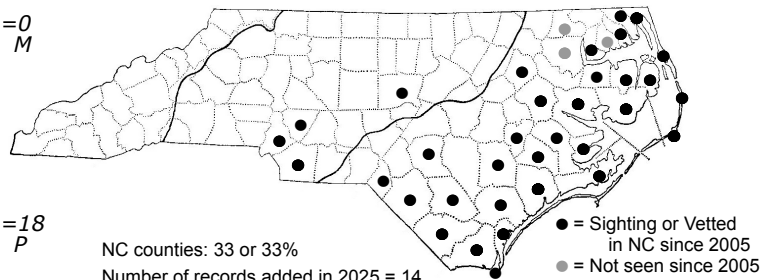 =0
M
=18
P
NC counties: 33 or 33%
Number of records added in 2025 = 14
● = Sighting or Vetted
in NC since 2005
● = Not seen since 2005